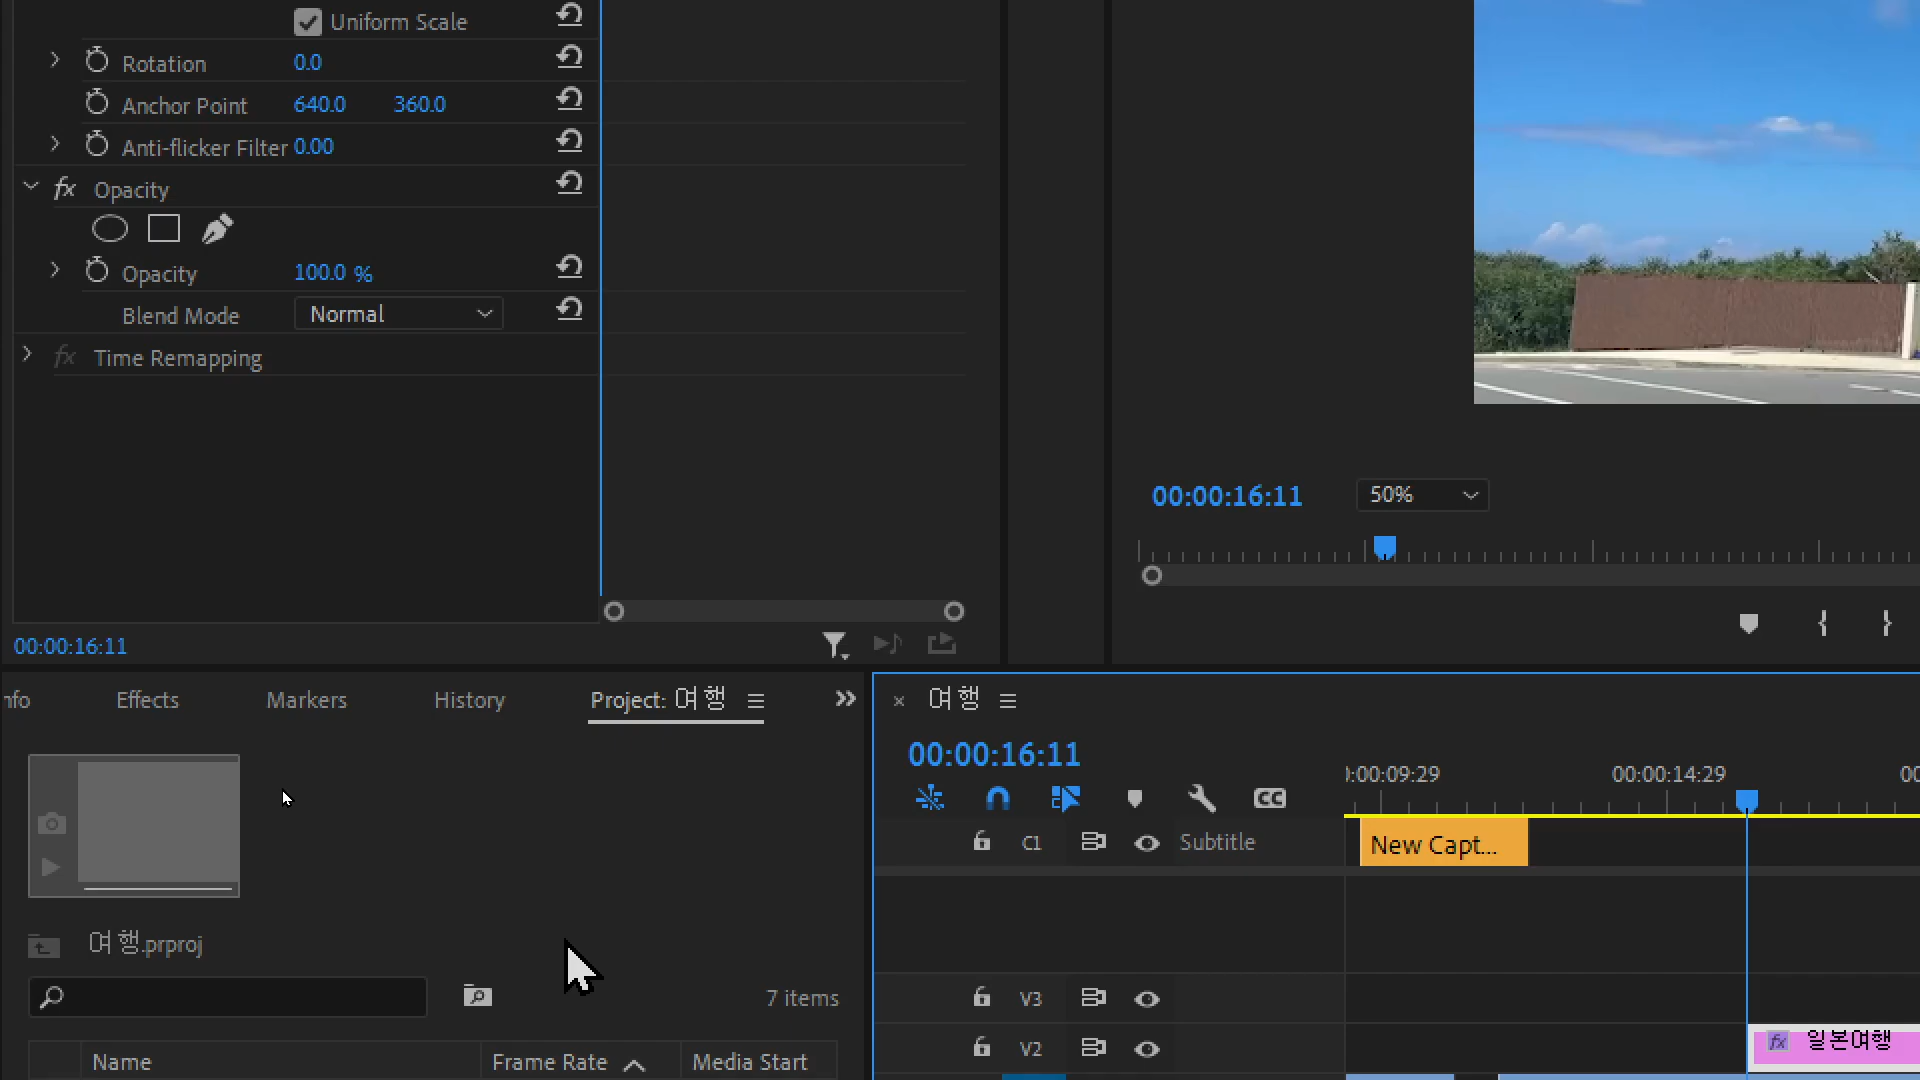 Uniform Scale
Rotation 0.0
Anchor Point 640.0 360.0
Anti-flicker Filter 0.00
fx Opacity
Opacity 100.0 %
Blend Mode Normal
fx Time Remapping
00:00:16:11
00:00:16:11 50%
Effects Markers History Project: 여행
여행.prproj
7 items
Name Frame Rate Media Start
여행
00:00:16:11
:00:09:29 00:00:14:29
C1 Subtitle New Capt...
V3
V2 fx 일본여행